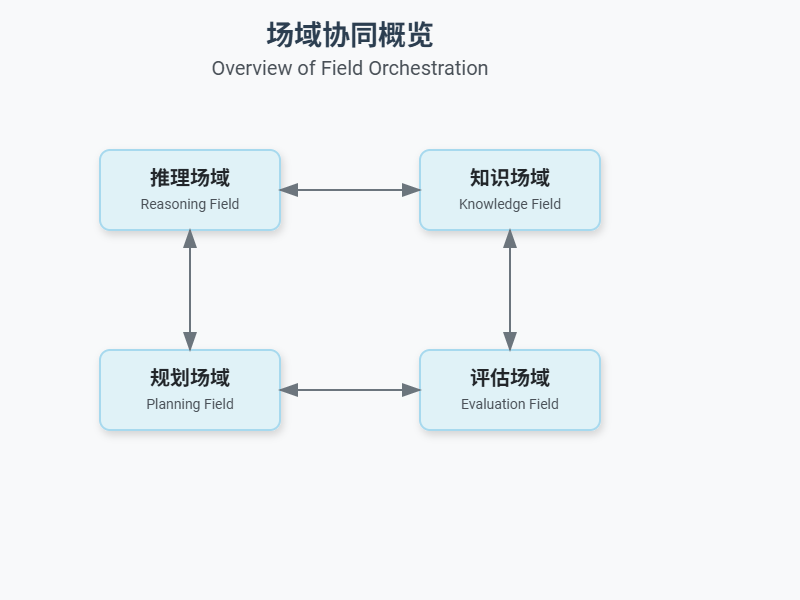 场域协同概览
Overview of Field Orchestration
推理场域
Reasoning Field
知识场域
Knowledge Field
规划场域
Planning Field
评估场域
Evaluation Field